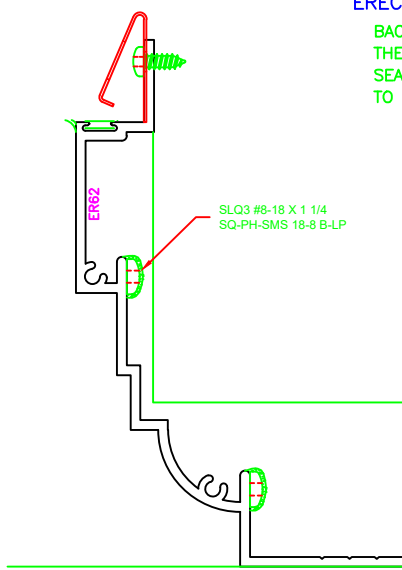 EREC
BAC
THE
SEA
TO
ER62
SLQ3 #8-18 X 1 1/4
SQ-PH-SMS 18-8 B-LP